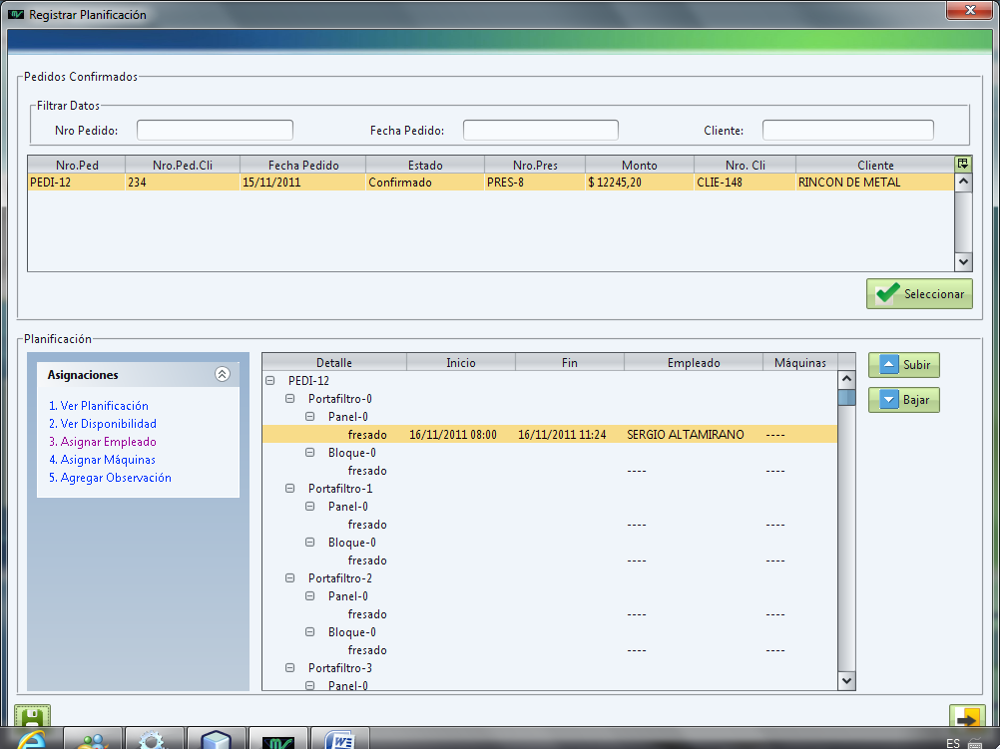 Registrar Planificación
Pedidos Confirmados
Filtrar Datos
Nro Pedido: Fecha Pedido: Cliente:
Nro.Ped Nro.Ped.Cli Fecha Pedido Estado Nro.Pres Monto Nro. Cli Cliente
PEDI-12 234 15/11/2011 Confirmado PRES-8 $ 12245,20 CLIE-148 RINCON DE METAL
Seleccionar
Planificación
Asignaciones
1. Ver Planificación
2. Ver Disponibilidad
3. Asignar Empleado
4. Asignar Máquinas
5. Agregar Observación
Detalle Inicio Fin Empleado Máquinas
PEDI-12
Portafiltro-0
Panel-0
fresado 16/11/2011 08:00 16/11/2011 11:24 SERGIO ALTAMIRANO ----
Bloque-0
fresado ---- ----
Portafiltro-1
Panel-0
fresado ---- ----
Bloque-0
fresado ---- ----
Portafiltro-2
Panel-0
fresado ---- ----
Bloque-0
fresado ---- ----
Portafiltro-3
Panel-0
Subir
Bajar
ES